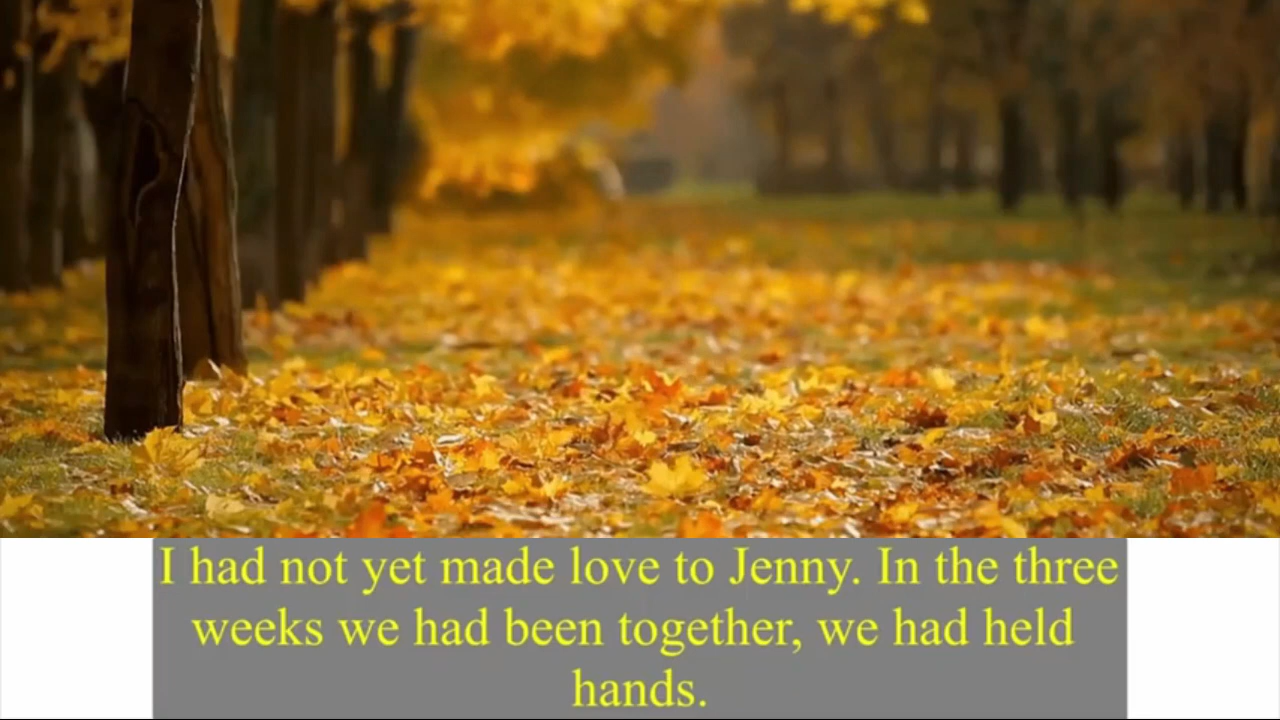 I had not yet made love to Jenny. In the three
weeks we had been together, we had held
hands.